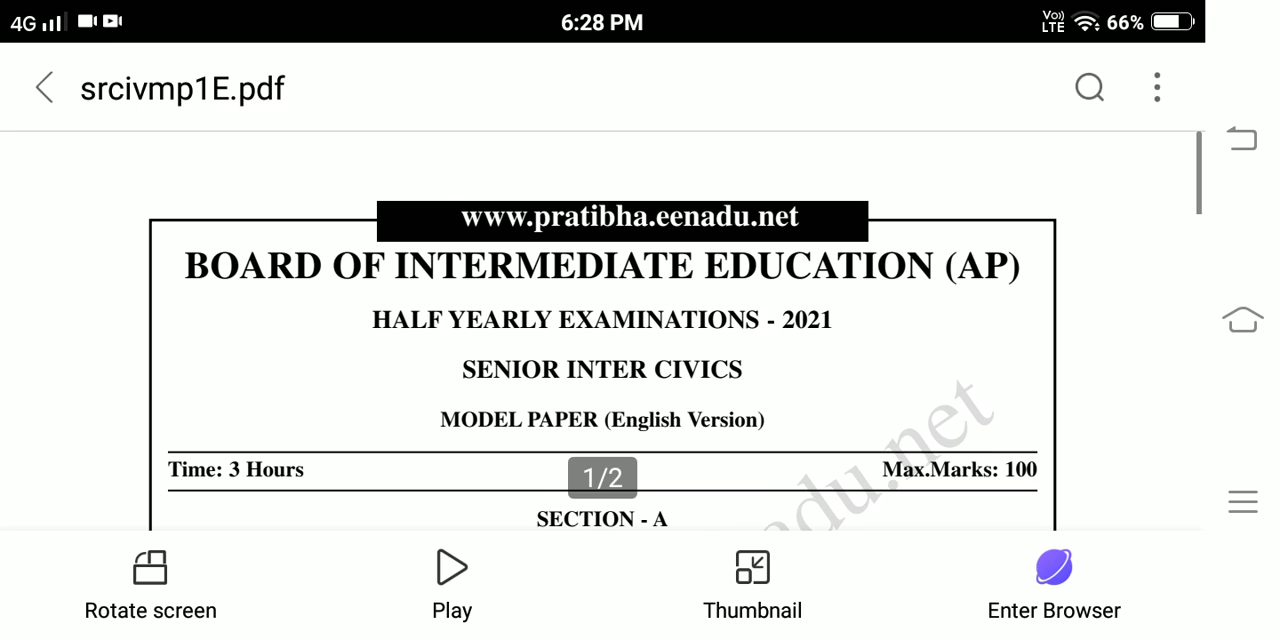 4G 6:28 PM Vo) LTE 66%
srcivmp1E.pdf
www.pratibha.eenadu.net
BOARD OF INTERMEDIATE EDUCATION (AP)
HALF YEARLY EXAMINATIONS - 2021
SENIOR INTER CIVICS
MODEL PAPER (English Version)
Time: 3 Hours 1/2 Max.Marks: 100
SECTION - A
Rotate screen Play Thumbnail Enter Browser